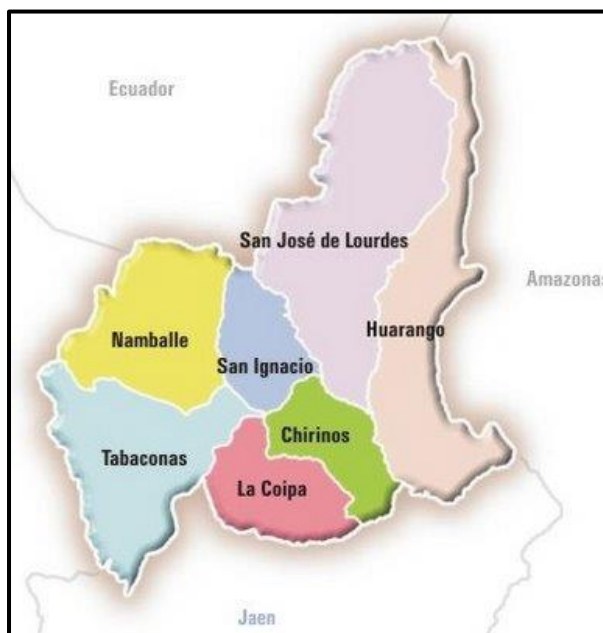 Ecuador
San José de Lourdes
Amazonas
Huarango
Namballe
San Ignacio
Chirinos
Tabaconas
La Coipa
Jaen